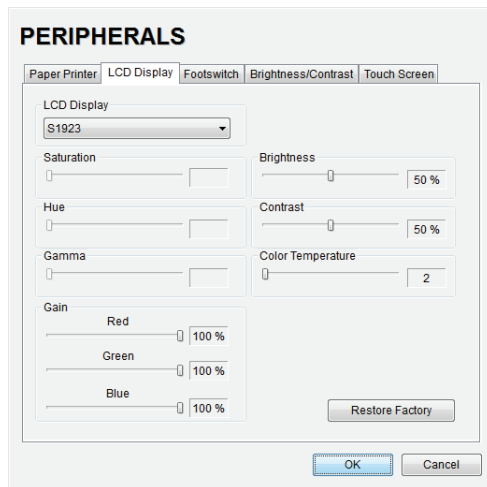 PERIPHERALS
Paper Printer LCD Display Footswitch Brightness/Contrast Touch Screen
LCD Display
S1923
Saturation
Brightness
50 %
Hue
Contrast
50 %
Gamma
Color Temperature
2
Gain
Red
100 %
Green
100 %
Blue
100 %
Restore Factory
OK Cancel